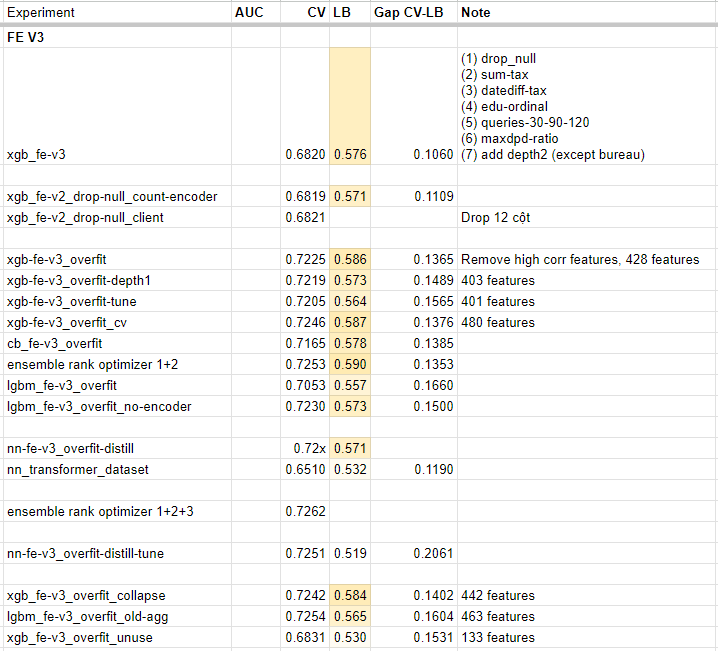 Experiment AUC CV LB Gap CV-LB Note
FE V3
(1) drop_null
(2) sum-tax
(3) datediff-tax
(4) edu-ordinal
(5) queries-30-90-120
(6) maxdpd-ratio
xgb_fe-v3 0.6820 0.576 0.1060 (7) add depth2 (except bureau)
xgb_fe-v2_drop-null_count-encoder 0.6819 0.571 0.1109
xgb_fe-v2_drop-null_client 0.6821 Drop 12 cột
xgb-fe-v3_overfit 0.7225 0.586 0.1365 Remove high corr features, 428 features
xgb-fe-v3_overfit-depth1 0.7219 0.573 0.1489 403 features
xgb-fe-v3_overfit-tune 0.7205 0.564 0.1565 401 features
xgb-fe-v3_overfit_cv 0.7246 0.587 0.1376 480 features
cb_fe-v3_overfit 0.7165 0.578 0.1385
ensemble rank optimizer 1+2 0.7253 0.590 0.1353
lgbm_fe-v3_overfit 0.7053 0.557 0.1660
lgbm_fe-v3_overfit_no-encoder 0.7230 0.573 0.1500
nn-fe-v3_overfit-distill 0.72x 0.571
nn_transformer_dataset 0.6510 0.532 0.1190
ensemble rank optimizer 1+2+3 0.7262
nn-fe-v3_overfit-distill-tune 0.7251 0.519 0.2061
xgb_fe-v3_overfit_collapse 0.7242 0.584 0.1402 442 features
lgbm_fe-v3_overfit_old-agg 0.7254 0.565 0.1604 463 features
xgb_fe-v3_overfit_unuse 0.6831 0.530 0.1531 133 features